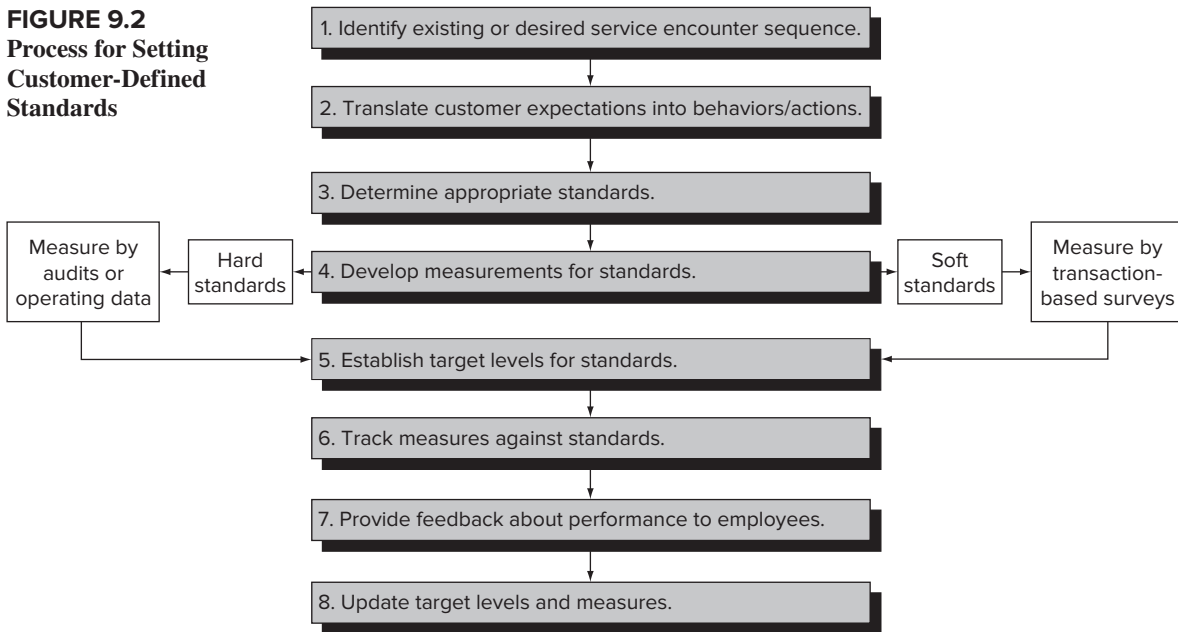 FIGURE 9.2
Process for Setting
Customer-Defined
Standards
1. Identify existing or desired service encounter sequence.
2. Translate customer expectations into behaviors/actions.
3. Determine appropriate standards.
Measure by
audits or
operating data
Hard
standards
4. Develop measurements for standards.
Soft
standards
Measure by
transaction-
based surveys
5. Establish target levels for standards.
6. Track measures against standards.
7. Provide feedback about performance to employees.
8. Update target levels and measures.